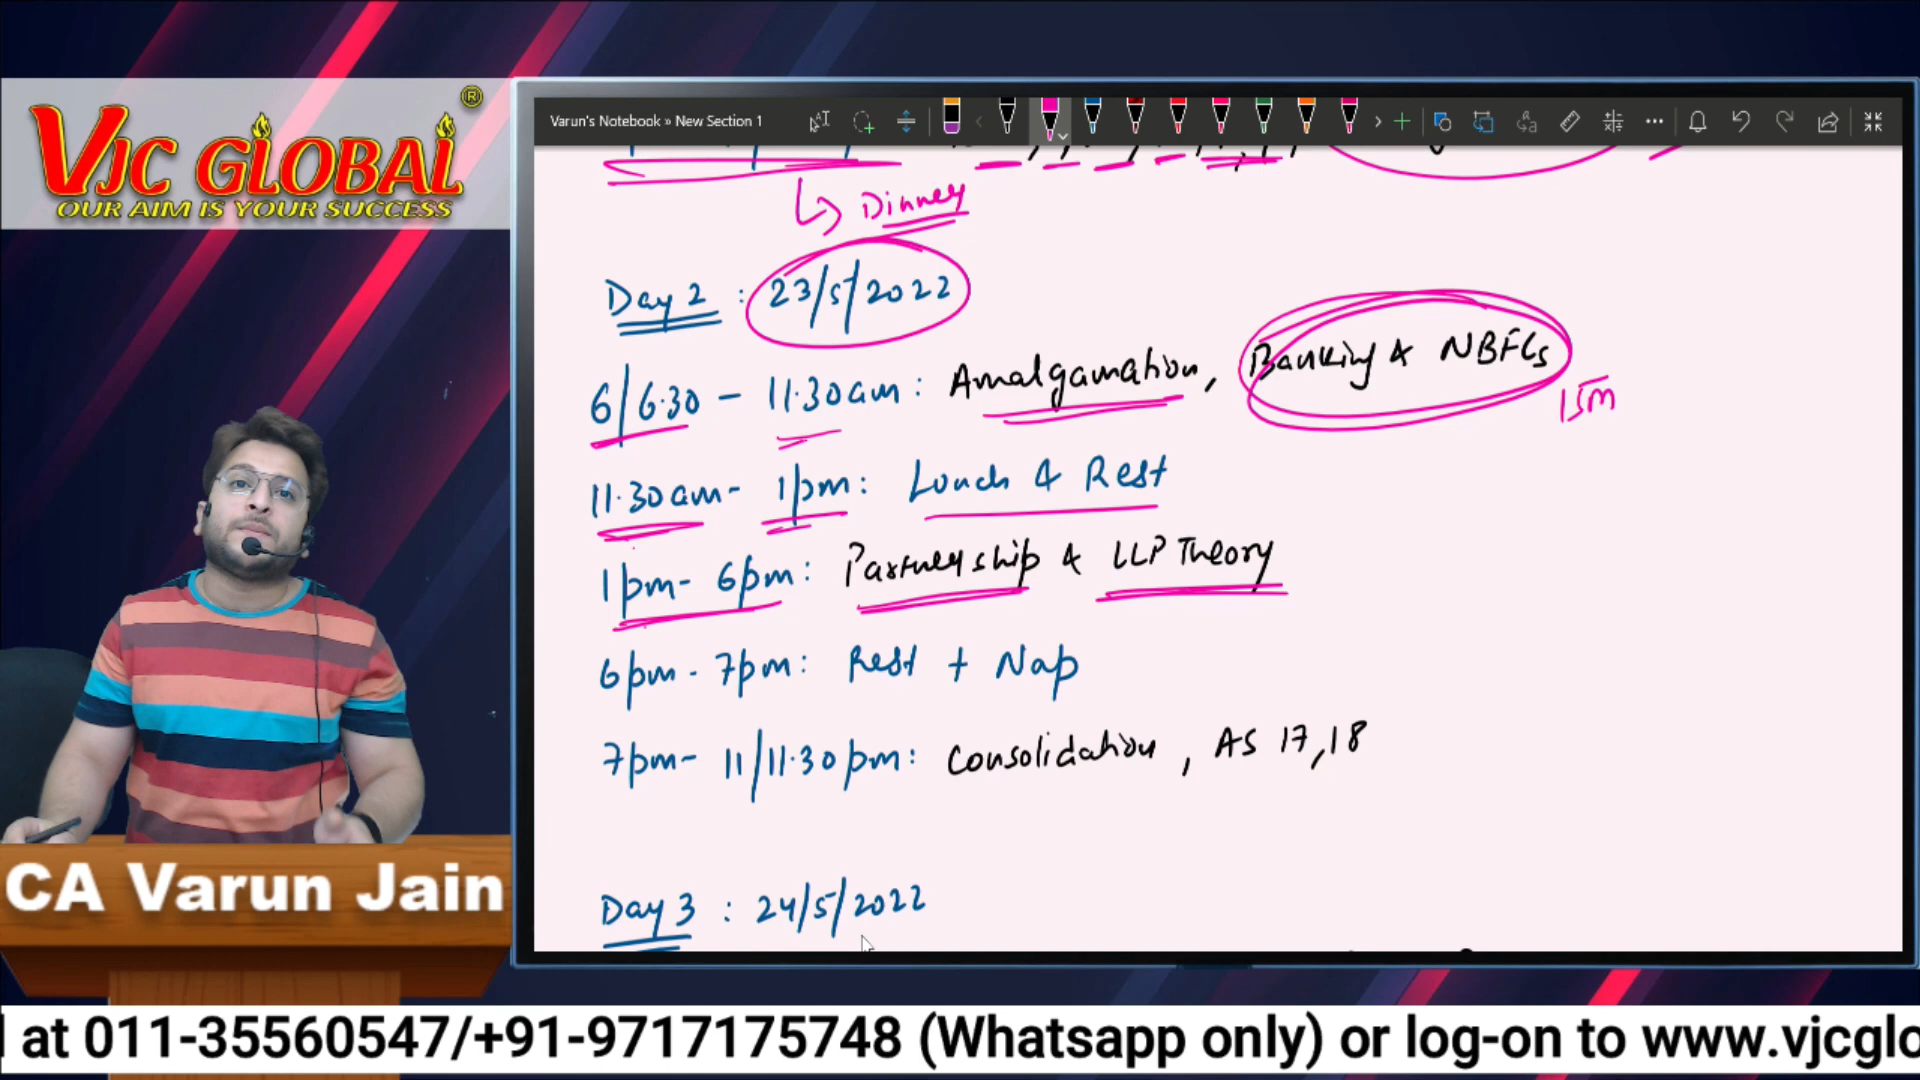 VJC GLOBAL®
OUR AIM IS YOUR SUCCESS
Varun's Notebook » New Section 1
Dinner
Day 2 : 23/5/2022
6/6.30 - 11.30am: Amalgamation, Banking & NBFCs
15m
11.30am- 1pm: Lunch & Rest
1pm- 6pm: Partnership & LLP Theory
6pm- 7pm: Rest + Nap
7pm- 11/11.30pm: Consolidation, AS 17,18
Day 3 : 24/5/2022
CA Varun Jain
at 011-35560547/+91-9717175748 (Whatsapp only) or log-on to www.vjcglo